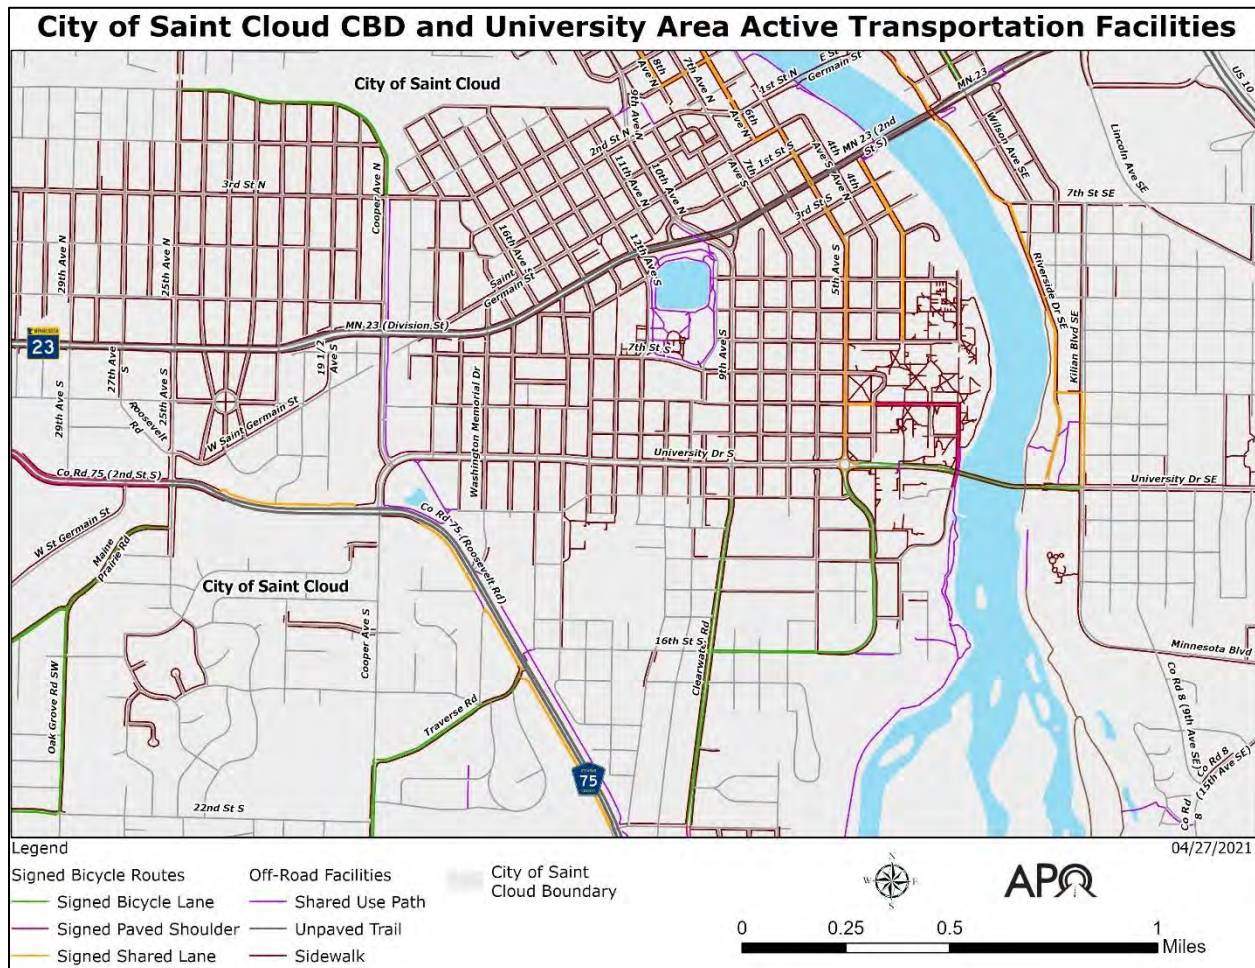 City of Saint Cloud CBD and University Area Active Transportation Facilities
City of Saint Cloud
8th
Ave N
7th Ave N
6th
Ave N
9th
Ave N
1st St N
E St
Germain St
MN 23
US 10
2nd St N
11th Ave N
10th Ave N
7th
Ave S
1st St S
MN 23 (2nd
St S)
4th
Ave S
4th
Ave S
5th
Wilson Ave SE
Lincoln Ave SE
3rd St N
Cooper Ave N
7th St SE
3rd St S
29th Ave N
25th Ave N
16th Ave S
Saint
Germain St
12th Ave S
5th Ave S
Riverside Dr SE
Kilian Blvd SE
MINNESOTA
23
MN 23 (Division St)
19 1/2
Ave S
7th St S
9th Ave S
27th Ave
S
29th Ave S
25th Ave S
Roosevelt
Rd
W Saint Germain St
Washington Memorial Dr
University Dr S
Co Rd 75 (2nd St S)
University Dr SE
W St Germain St
Maine
Prairie Rd
Co Rd 75 (Roosevelt Rd)
City of Saint Cloud
Cooper Ave S
16th St S
Clearwater Rd
Minnesota Blvd
Oak Grove Rd SW
Traverse Rd
Co Rd 8 (9th Ave SE)
Co Rd 8
(15th Ave SE)
Co Rd
8
75
22nd St S
04/27/2021
Legend
Signed Bicycle Routes
Signed Bicycle Lane
Signed Paved Shoulder
Signed Shared Lane
Off-Road Facilities
Shared Use Path
Unpaved Trail
Sidewalk
City of Saint
Cloud Boundary
N
W E
S
APO
0 0.25 0.5 1
Miles